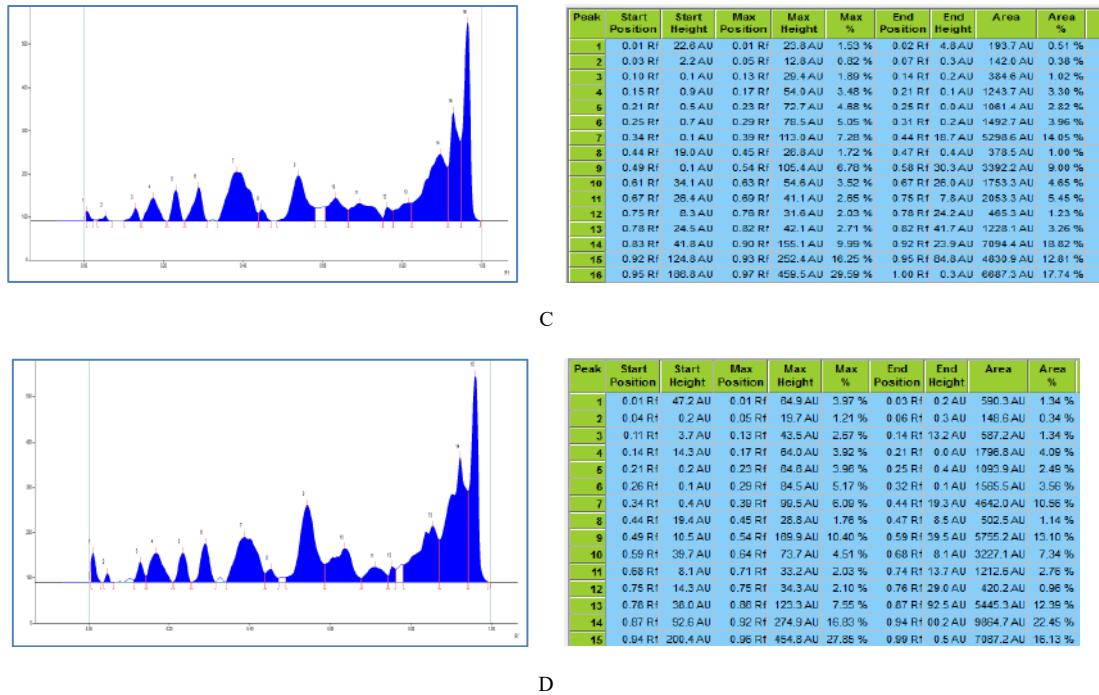 Peak Start Position Start Height Max Position Max Height Max % End Position End Height Area Area %
1 0.01 Rf 22.6 AU 0.01 Rf 23.8 AU 1.53 % 0.02 Rf 4.8 AU 193.7 AU 0.51 %
2 0.03 Rf 2.2 AU 0.05 Rf 12.8 AU 0.82 % 0.07 Rf 0.3 AU 142.0 AU 0.38 %
3 0.10 Rf 0.1 AU 0.13 Rf 29.4 AU 1.89 % 0.14 Rf 0.2 AU 384.6 AU 1.02 %
4 0.15 Rf 0.9 AU 0.17 Rf 54.0 AU 3.48 % 0.21 Rf 0.1 AU 1243.7 AU 3.30 %
5 0.21 Rf 0.5 AU 0.23 Rf 72.7 AU 4.68 % 0.25 Rf 0.0 AU 1061.4 AU 2.82 %
6 0.25 Rf 0.7 AU 0.29 Rf 78.5 AU 5.05 % 0.31 Rf 0.2 AU 1492.7 AU 3.96 %
7 0.34 Rf 0.1 AU 0.39 Rf 113.0 AU 7.28 % 0.44 Rf 18.7 AU 5298.6 AU 14.05 %
8 0.44 Rf 19.0 AU 0.45 Rf 26.8 AU 1.72 % 0.47 Rf 0.4 AU 378.5 AU 1.00 %
9 0.49 Rf 0.1 AU 0.54 Rf 105.4 AU 6.78 % 0.58 Rf 30.3 AU 3392.2 AU 9.00 %
10 0.61 Rf 34.1 AU 0.63 Rf 54.6 AU 3.52 % 0.67 Rf 26.0 AU 1753.3 AU 4.65 %
11 0.67 Rf 26.4 AU 0.69 Rf 41.1 AU 2.65 % 0.75 Rf 7.8 AU 2053.3 AU 5.45 %
12 0.75 Rf 8.3 AU 0.76 Rf 31.6 AU 2.03 % 0.78 Rf 24.2 AU 465.3 AU 1.23 %
13 0.78 Rf 24.5 AU 0.82 Rf 42.1 AU 2.71 % 0.82 Rf 41.7 AU 1228.1 AU 3.26 %
14 0.83 Rf 41.8 AU 0.90 Rf 155.1 AU 9.99 % 0.92 Rf 23.9 AU 7094.4 AU 18.82 %
15 0.92 Rf 124.8 AU 0.93 Rf 252.4 AU 16.25 % 0.95 Rf 84.8 AU 4830.9 AU 12.81 %
16 0.95 Rf 186.8 AU 0.97 Rf 459.5 AU 29.59 % 1.00 Rf 0.3 AU 6687.3 AU 17.74 %
C
Peak Start Position Start Height Max Position Max Height Max % End Position End Height Area Area %
1 0.01 Rf 47.2 AU 0.01 Rf 64.9 AU 3.97 % 0.03 Rf 0.2 AU 590.3 AU 1.34 %
2 0.04 Rf 0.2 AU 0.05 Rf 19.7 AU 1.21 % 0.06 Rf 0.3 AU 148.6 AU 0.34 %
3 0.11 Rf 3.7 AU 0.13 Rf 43.5 AU 2.67 % 0.14 Rf 13.2 AU 587.2 AU 1.34 %
4 0.14 Rf 14.3 AU 0.17 Rf 64.0 AU 3.92 % 0.21 Rf 0.0 AU 1796.8 AU 4.09 %
5 0.21 Rf 0.2 AU 0.23 Rf 64.6 AU 3.96 % 0.25 Rf 0.4 AU 1093.9 AU 2.49 %
6 0.26 Rf 0.1 AU 0.29 Rf 84.5 AU 5.17 % 0.32 Rf 0.1 AU 1565.5 AU 3.56 %
7 0.34 Rf 0.4 AU 0.39 Rf 99.5 AU 6.09 % 0.44 Rf 19.3 AU 4642.0 AU 10.56 %
8 0.44 Rf 19.4 AU 0.45 Rf 28.8 AU 1.76 % 0.47 Rf 8.5 AU 502.5 AU 1.14 %
9 0.49 Rf 10.5 AU 0.54 Rf 169.9 AU 10.40 % 0.59 Rf 39.5 AU 5755.2 AU 13.10 %
10 0.59 Rf 39.7 AU 0.64 Rf 73.7 AU 4.51 % 0.68 Rf 8.1 AU 3227.1 AU 7.34 %
11 0.68 Rf 8.1 AU 0.71 Rf 33.2 AU 2.03 % 0.74 Rf 13.7 AU 1212.6 AU 2.76 %
12 0.75 Rf 14.3 AU 0.75 Rf 34.3 AU 2.10 % 0.76 Rf 29.0 AU 420.2 AU 0.96 %
13 0.78 Rf 38.0 AU 0.86 Rf 123.3 AU 7.55 % 0.87 Rf 92.5 AU 5445.3 AU 12.39 %
14 0.87 Rf 92.6 AU 0.92 Rf 274.9 AU 16.83 % 0.94 Rf 00.2 AU 9864.7 AU 22.45 %
15 0.94 Rf 200.4 AU 0.96 Rf 454.8 AU 27.85 % 0.99 Rf 0.5 AU 7087.2 AU 16.13 %
D